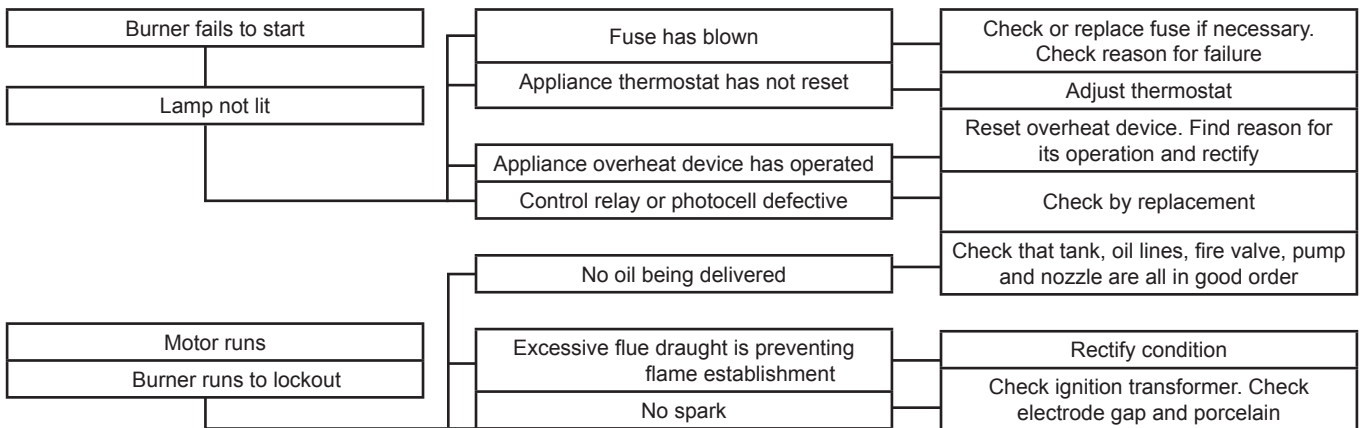 Burner fails to start
Lamp not lit
Fuse has blown
Appliance thermostat has not reset
Appliance overheat device has operated
Control relay or photocell defective
Check or replace fuse if necessary.
Check reason for failure
Adjust thermostat
Reset overheat device. Find reason for
its operation and rectify
Check by replacement
Motor runs
Burner runs to lockout
No oil being delivered
Excessive flue draught is preventing
flame establishment
No spark
Check that tank, oil lines, fire valve, pump
and nozzle are all in good order
Rectify condition
Check ignition transformer. Check
electrode gap and porcelain